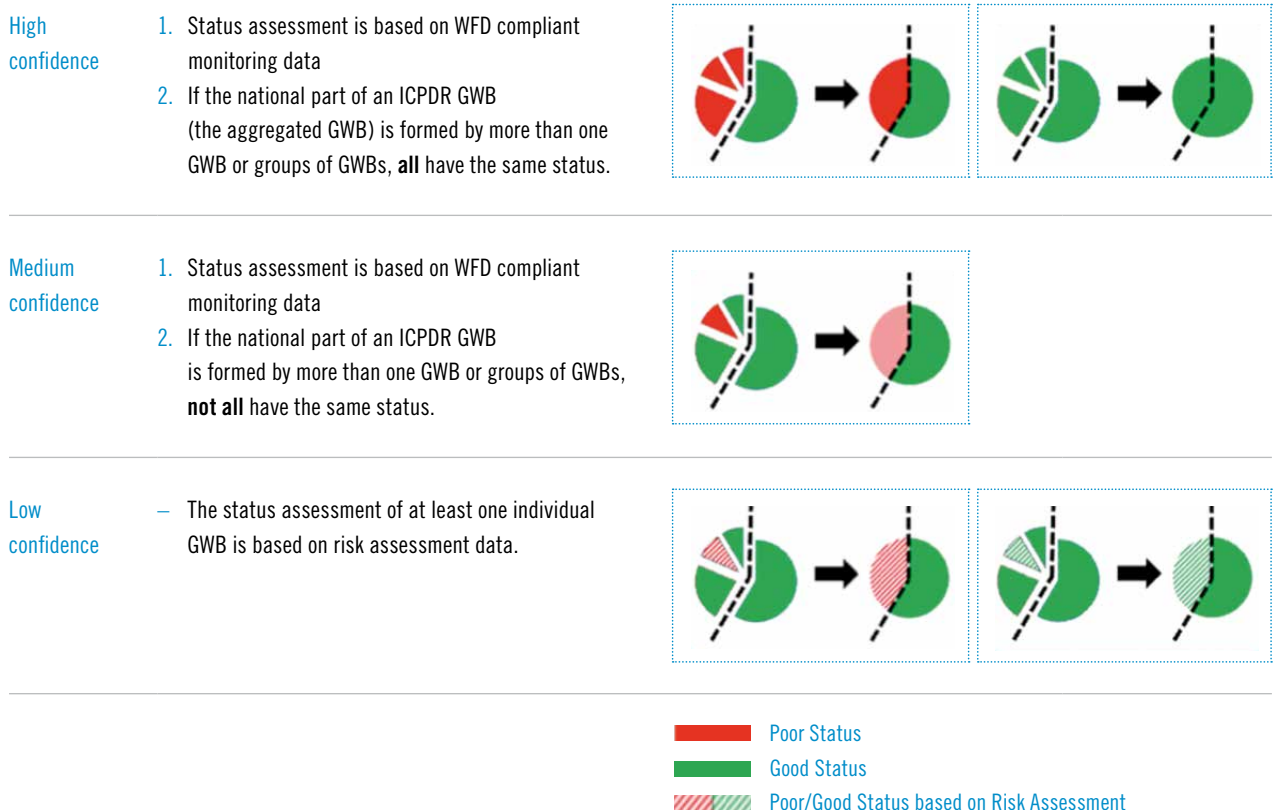 High
confidence
1. Status assessment is based on WFD compliant
monitoring data
2. If the national part of an ICPDR GWB
(the aggregated GWB) is formed by more than one
GWB or groups of GWBs, all have the same status.
Medium
confidence
1. Status assessment is based on WFD compliant
monitoring data
2. If the national part of an ICPDR GWB
is formed by more than one GWB or groups of GWBs,
not all have the same status.
Low
confidence
– The status assessment of at least one individual
GWB is based on risk assessment data.
Poor Status
Good Status
Poor/Good Status based on Risk Assessment